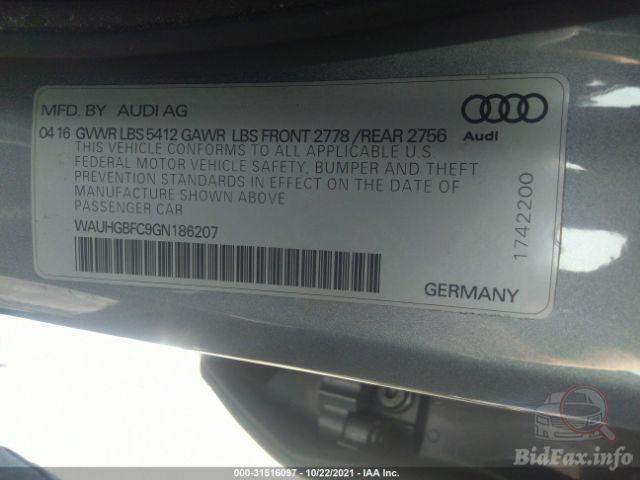 MFD. BY AUDI AG
Audi
04 16 GVWR LBS 5412 GAWR LBS FRONT 2778 /REAR 2756
THIS VEHICLE CONFORMS TO ALL APPLICABLE U.S
FEDERAL MOTOR VEHICLE SAFETY, BUMPER AND THEFT
PREVENTION STANDARDS IN EFFECT ON THE DATE OF
MANUFACTURE SHOWN ABOVE
PASSENGER CAR
WAUHGBFC9GN186207
GERMANY
1742200
000-31516097 - 10/22/2021 - IAA Inc.
BidFax.info